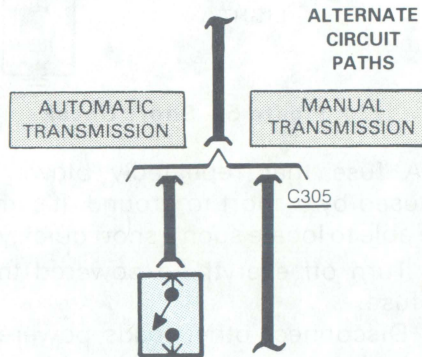 ALTERNATE
CIRCUIT
PATHS
AUTOMATIC
TRANSMISSION
MANUAL
TRANSMISSION
C305